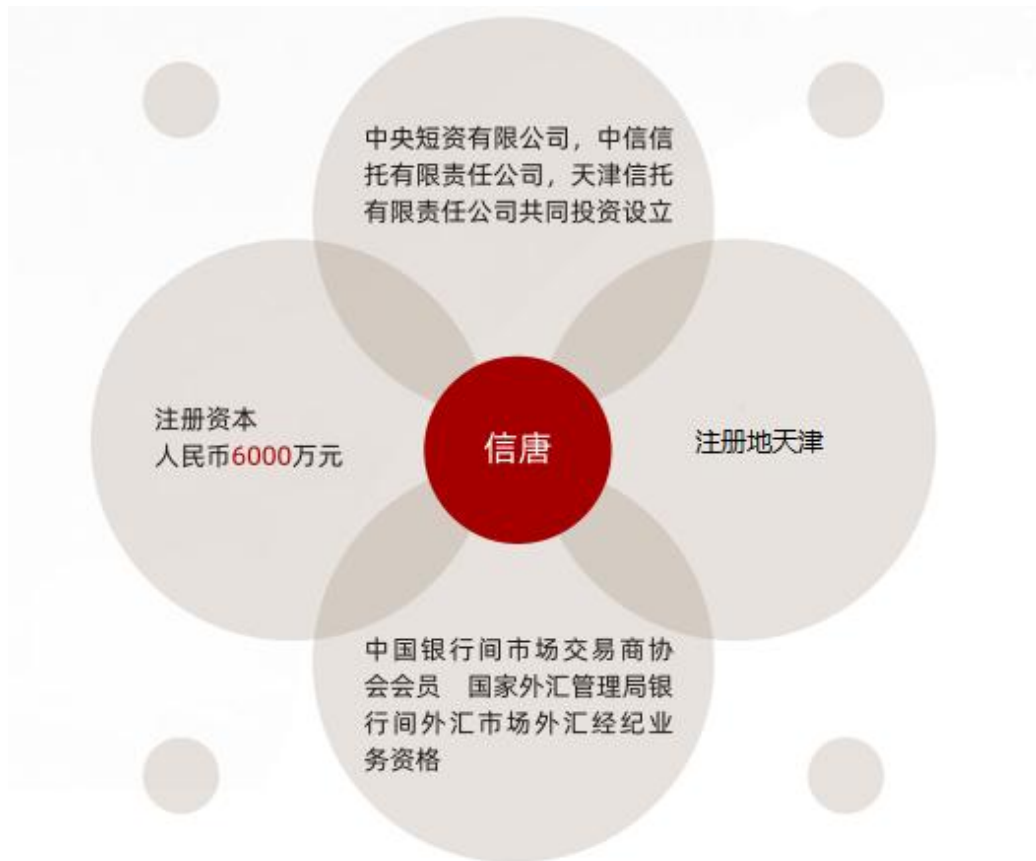 中央短资有限公司，中信信
托有限责任公司，天津信托
有限责任公司共同投资设立
注册资本
人民币6000万元
信唐
注册地天津
中国银行间市场交易商协
会会员　国家外汇管理局银
行间外汇市场外汇经纪业
务资格